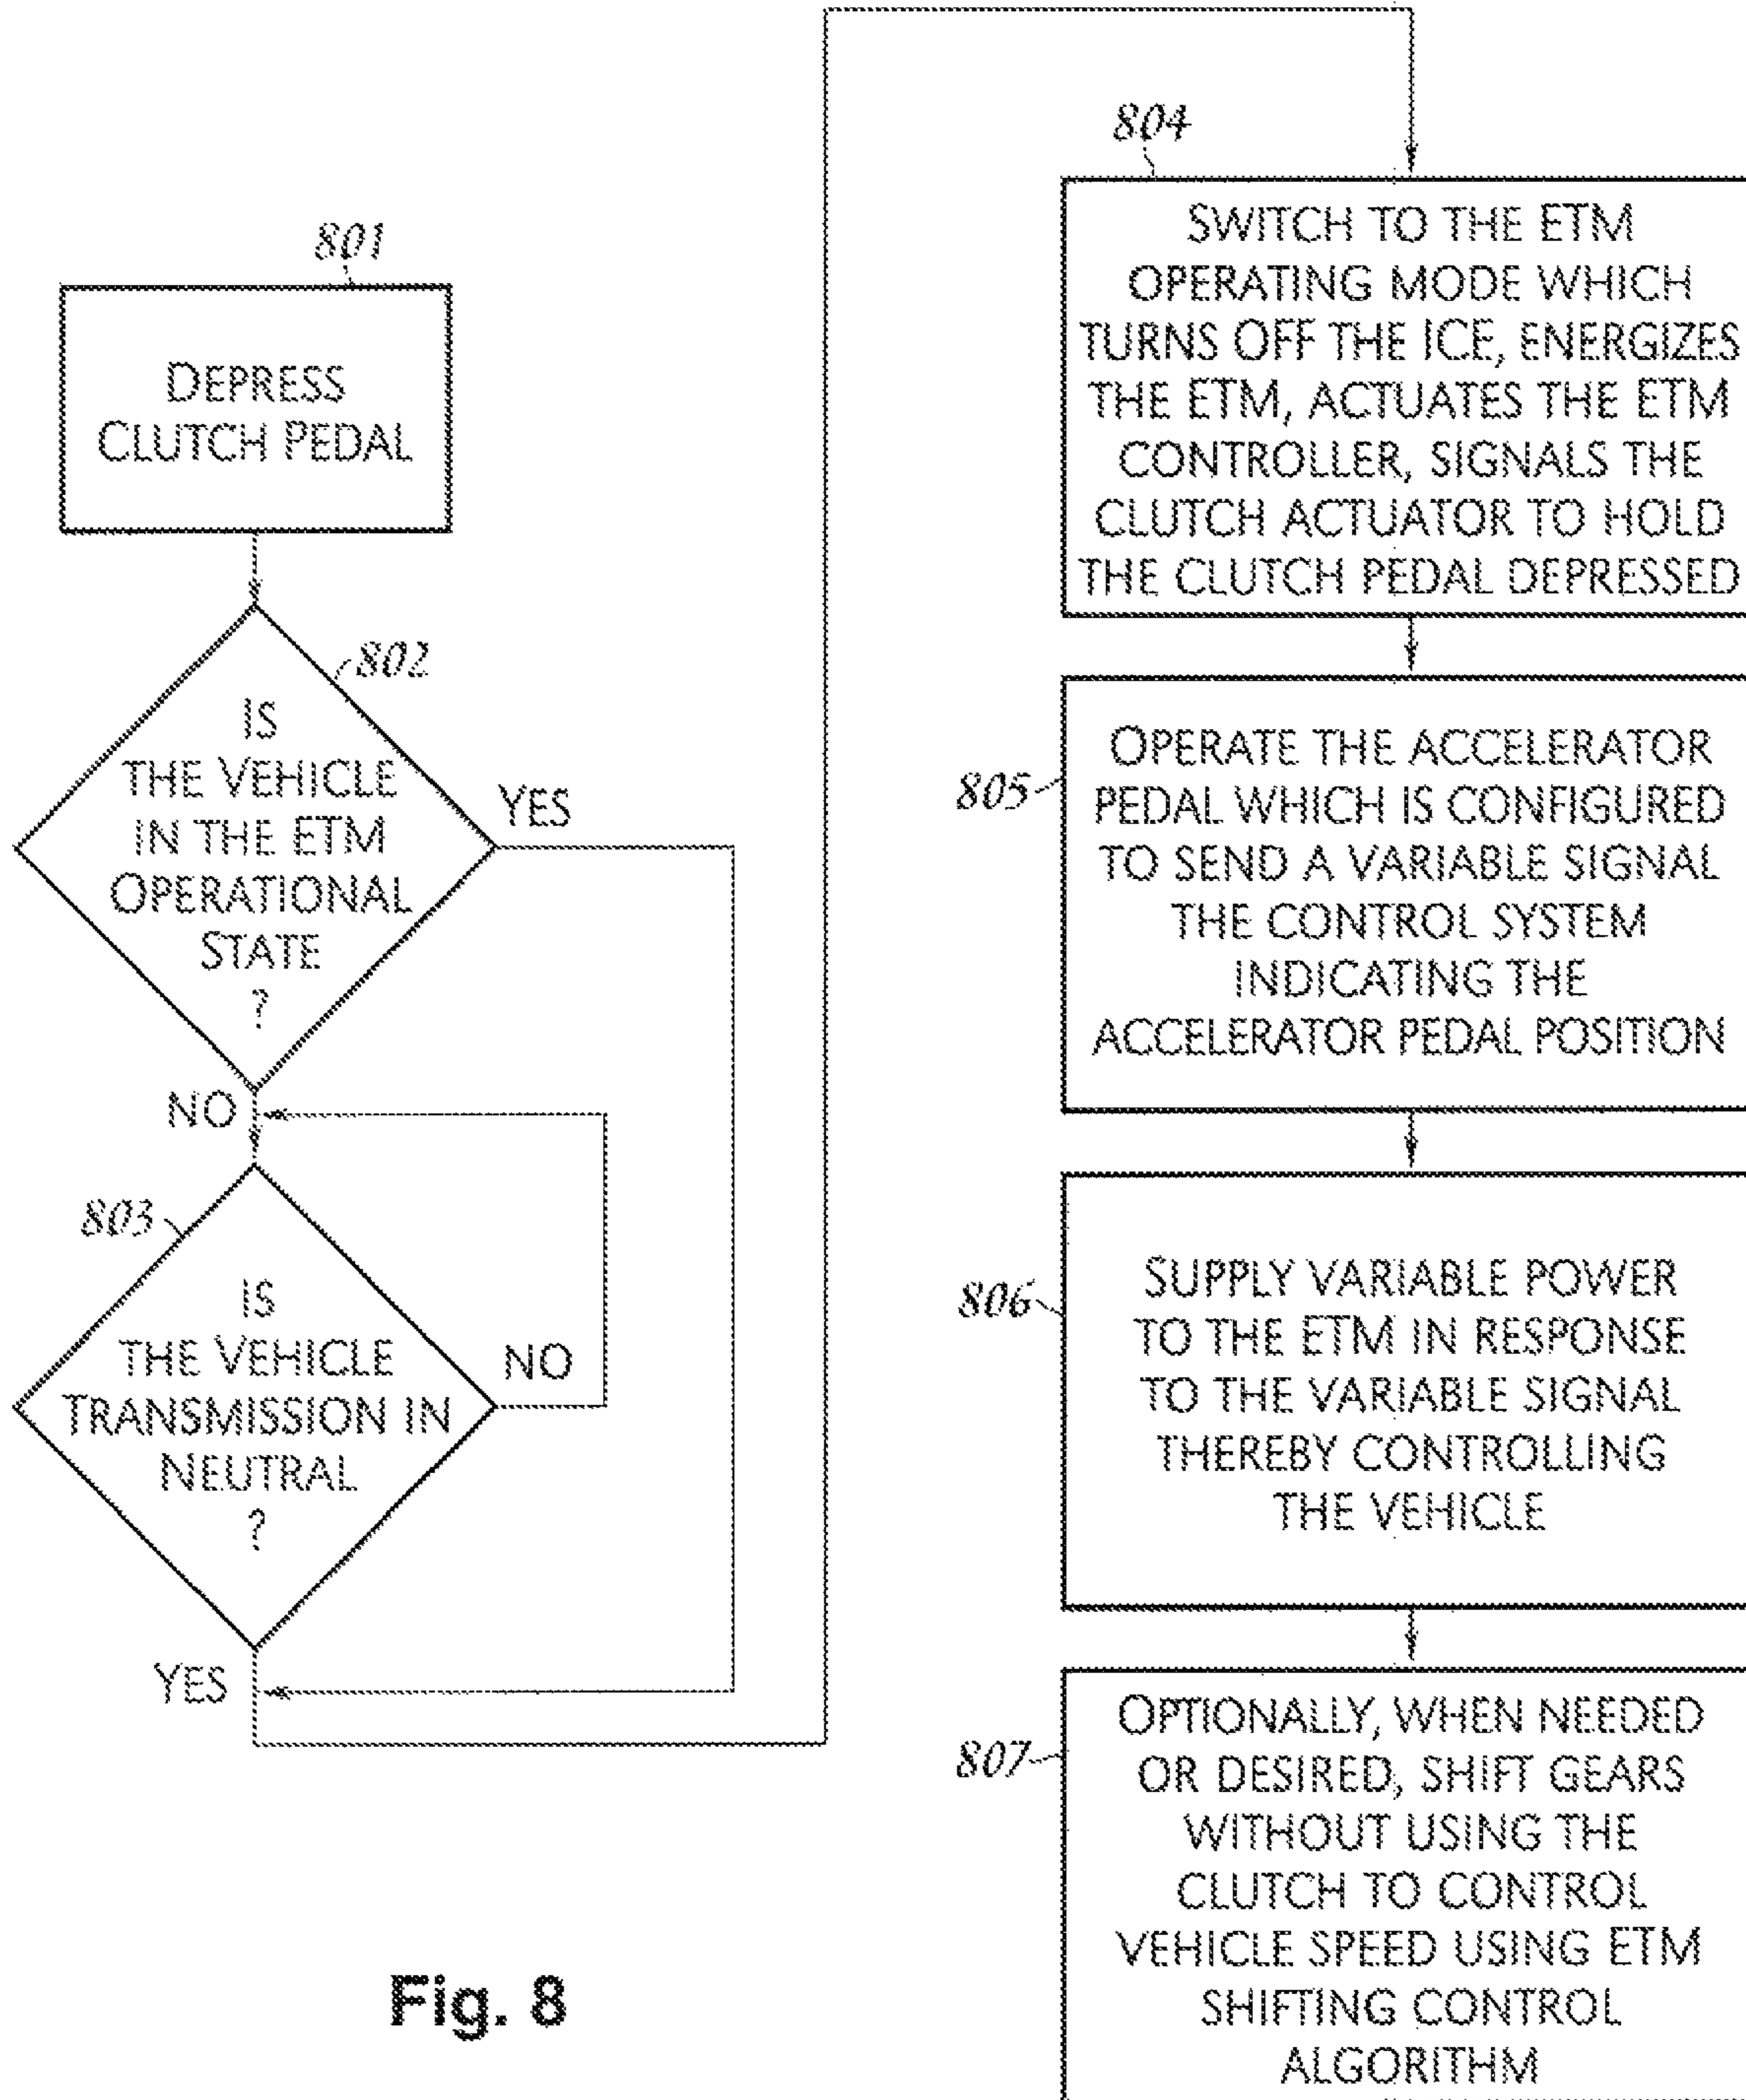 801
DEPRESS
CLUTCH PEDAL
802
IS
THE VEHICLE
IN THE ETM
OPERATIONAL
STATE
?
YES
NO
803
IS
THE VEHICLE
TRANSMISSION IN
NEUTRAL
?
NO
YES
804
SWITCH TO THE ETM
OPERATING MODE WHICH
TURNS OFF THE ICE, ENERGIZES
THE ETM, ACTUATES THE ETM
CONTROLLER, SIGNALS THE
CLUTCH ACTUATOR TO HOLD
THE CLUTCH PEDAL DEPRESSED
805
OPERATE THE ACCELERATOR
PEDAL WHICH IS CONFIGURED
TO SEND A VARIABLE SIGNAL
THE CONTROL SYSTEM
INDICATING THE
ACCELERATOR PEDAL POSITION
806
SUPPLY VARIABLE POWER
TO THE ETM IN RESPONSE
TO THE VARIABLE SIGNAL
THEREBY CONTROLLING
THE VEHICLE
807
OPTIONALLY, WHEN NEEDED
OR DESIRED, SHIFT GEARS
WITHOUT USING THE
CLUTCH TO CONTROL
VEHICLE SPEED USING ETM
SHIFTING CONTROL
ALGORITHM
Fig. 8